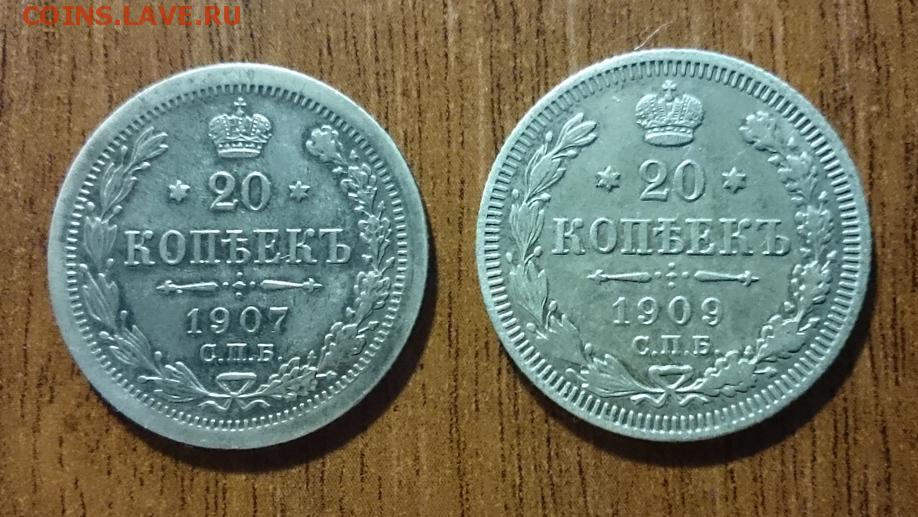 COINS.LAVE.RU
20
КОПѢЕКЪ
1907
С.П.Б.
20
КОПѢЕКЪ
1909
С.П.Б.